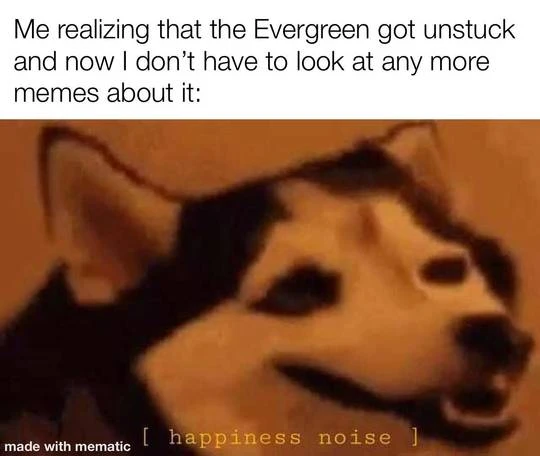 Me realizing that the Evergreen got unstuck
and now I don’t have to look at any more
memes about it:
[ happiness noise ]
made with mematic